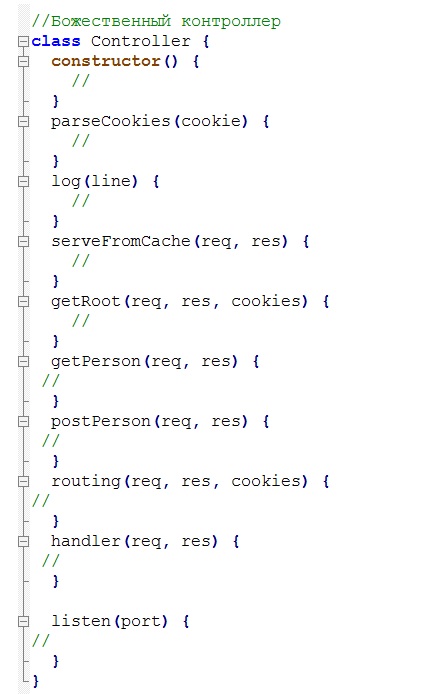 //Божественный контроллер
class Controller {
  constructor() {
    //
  }
  parseCookies(cookie) {
    //
  }
  log(line) {
    //
  }
  serveFromCache(req, res) {
    //
  }
  getRoot(req, res, cookies) {
    //
  }
  getPerson(req, res) {
 //
  }
  postPerson(req, res) {
 //
  }
  routing(req, res, cookies) {
//
  }
  handler(req, res) {
 //
  }

  listen(port) {
//
  }
}